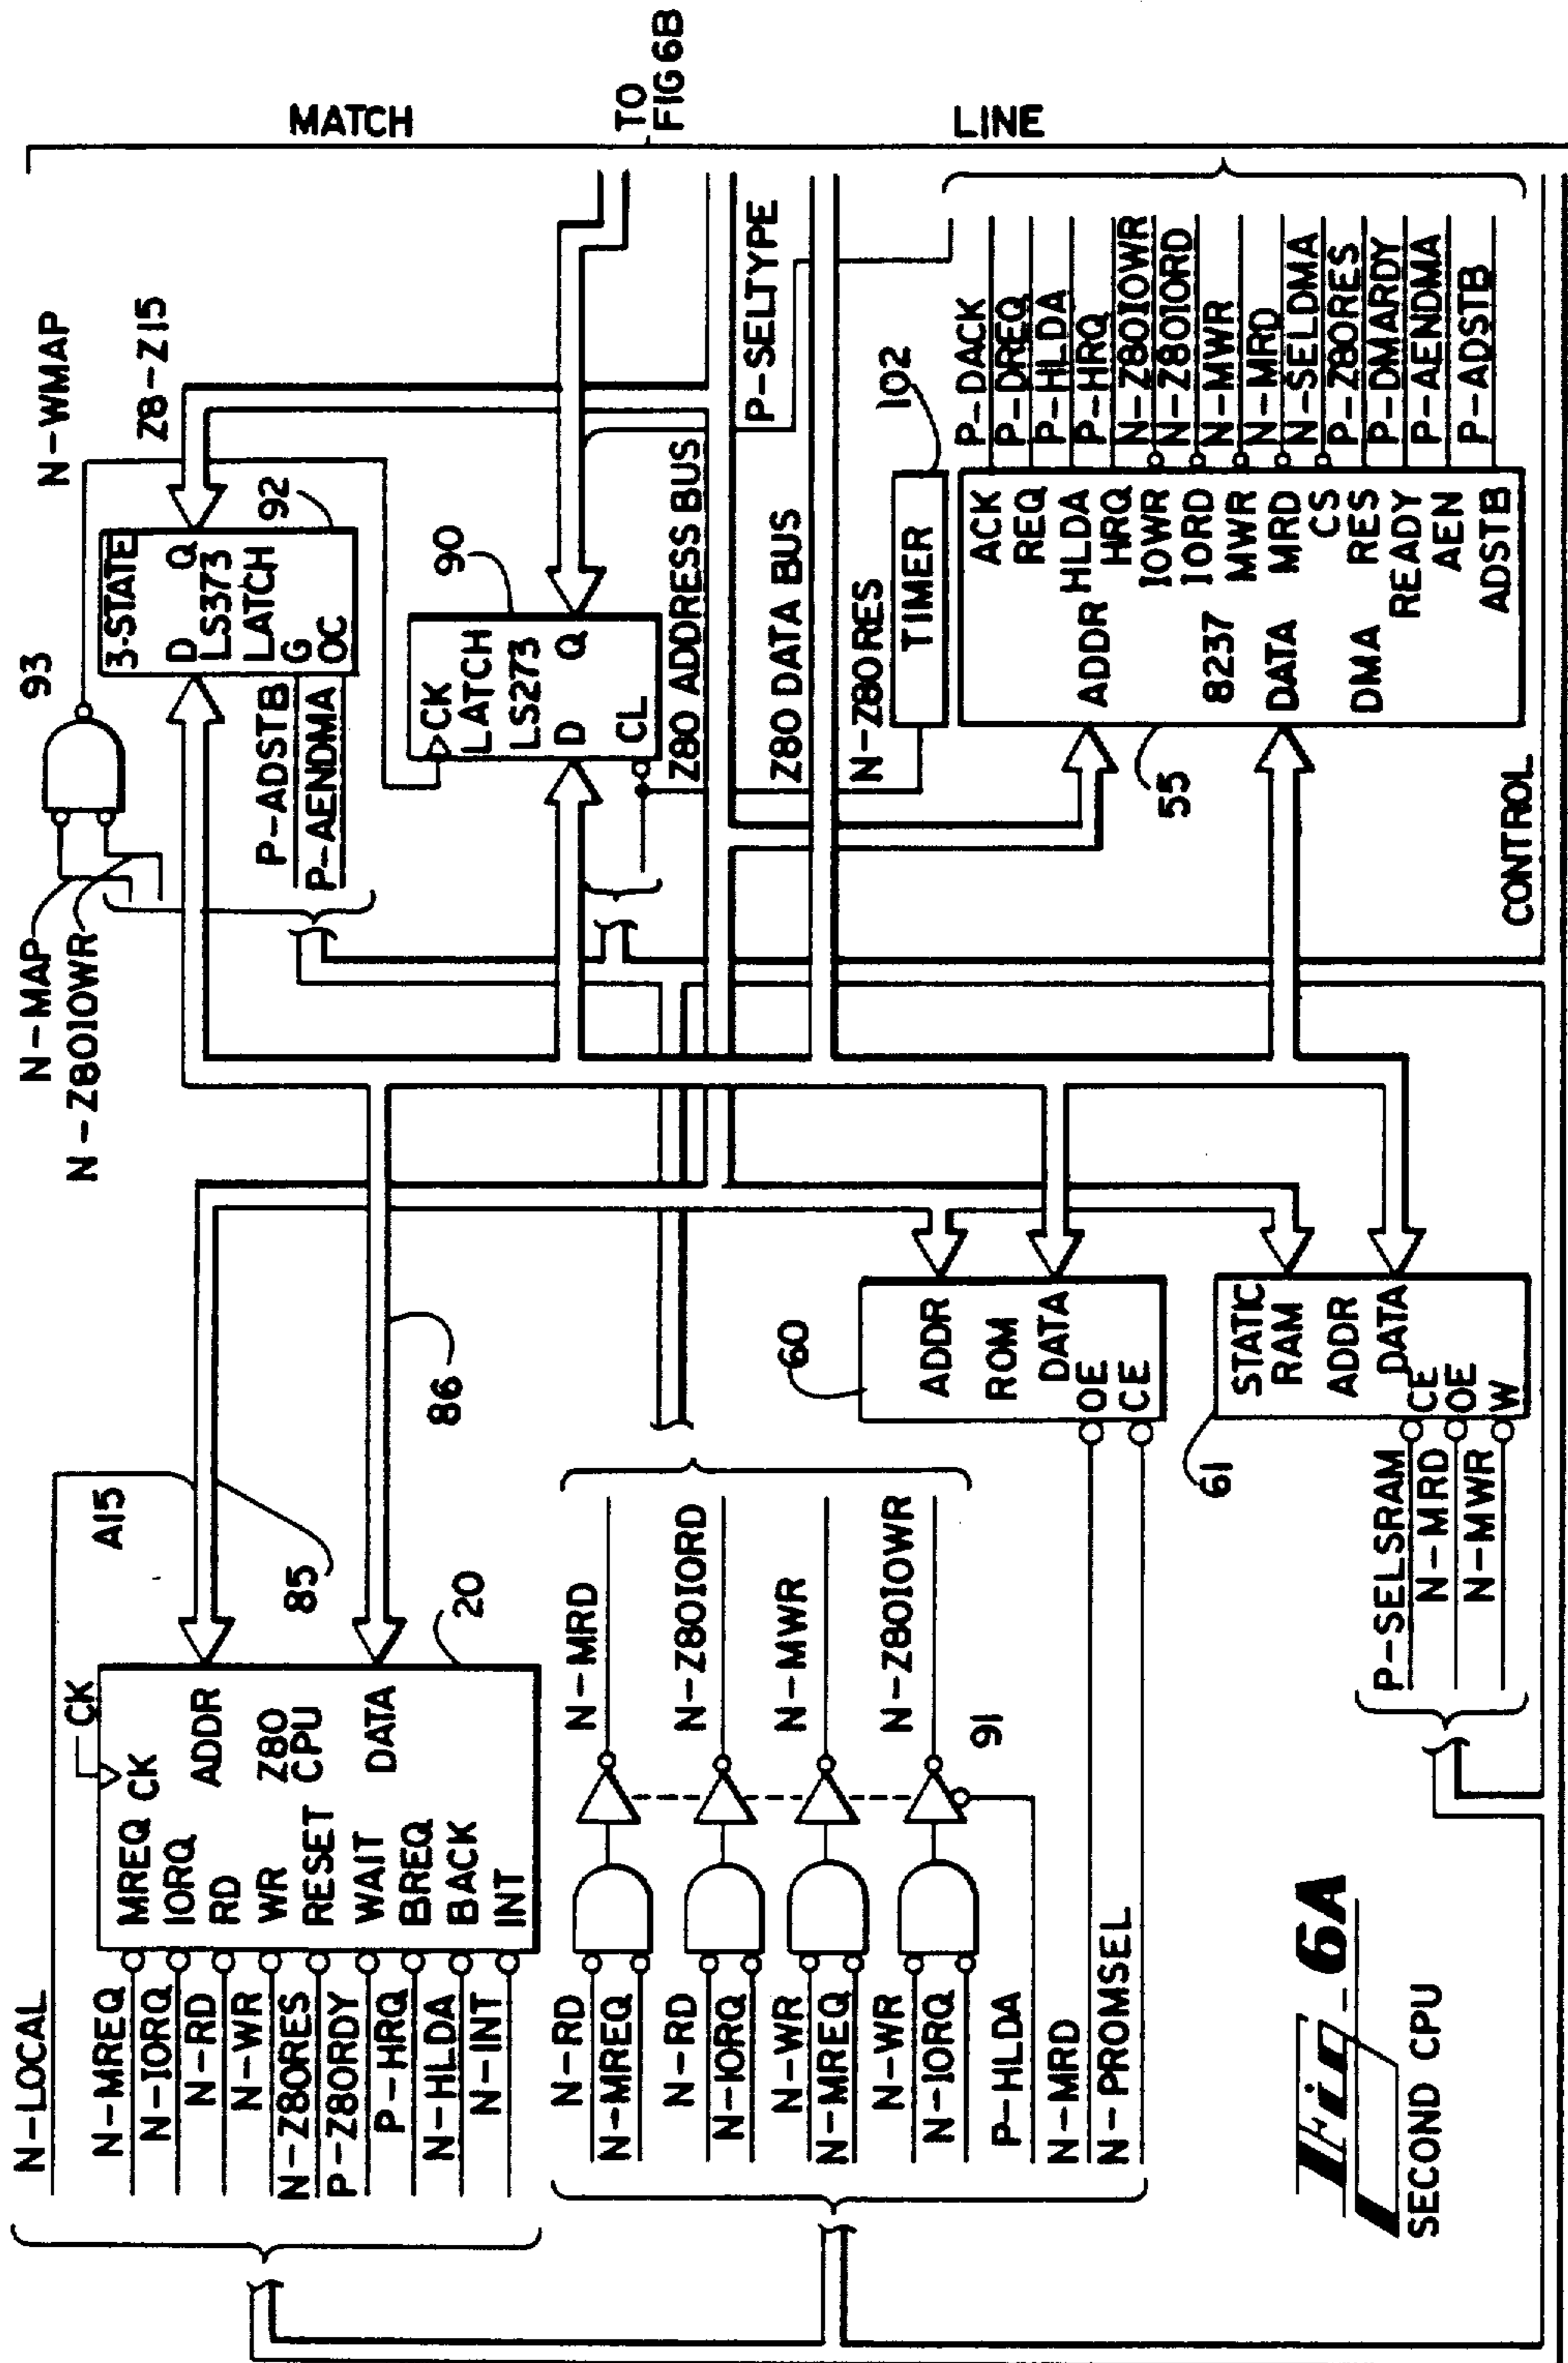 N-LOCAL
N-MREQ
N-IORQ
N-RD
N-WR
N-Z80RES
P-Z80RDY
P-HRQ
N-HLDA
N-INT
MREQ
IORQ
RD
WR
RESET
WAIT
BREQ
BACK
INT
CK
CK
ADDR
Z80
CPU
DATA
20
A15
85
86
N-RD
N-MREQ
N-RD
N-IORQ
N-WR
N-MREQ
N-WR
N-IORQ
P-HLDA
N-MRD
N-PROMSEL
N-MRD
N-Z80IORD
N-MWR
N-Z80IOWR
91
60
ADDR
ROM
DATA
OE
CE
P-SELSRAM
N-MRD
N-MWR
61
STATIC
RAM
ADDR
DATA
CE
OE
W
N-MAP
N-Z80IOWR
93
N-WMAP
P-ADSTB
P-AENDMA
3-STATE
D Q
LS373
LATCH
G
OC
92
Z8-Z15
CK
LATCH
LS273
D Q
CL
90
Z80 ADDRESS BUS
P-SELTYPE
Z80 DATA BUS
N-Z80RES
TIMER
102
ADDR
8237
DATA
DMA
ACK
REQ
HLDA
HRQ
IOWR
IORD
MWR
MRD
CS
RES
READY
AEN
ADSTB
55
P-DACK
P-DREQ
P-HLDA
P-HRQ
N-Z80IOWR
N-Z80IORD
N-MWR
N-MRD
N-SELDMA
P-Z80RES
P-DMARDY
P-AENDMA
P-ADSTB
CONTROL
MATCH
TO
FIG 6B
LINE
Fig_6A
SECOND CPU